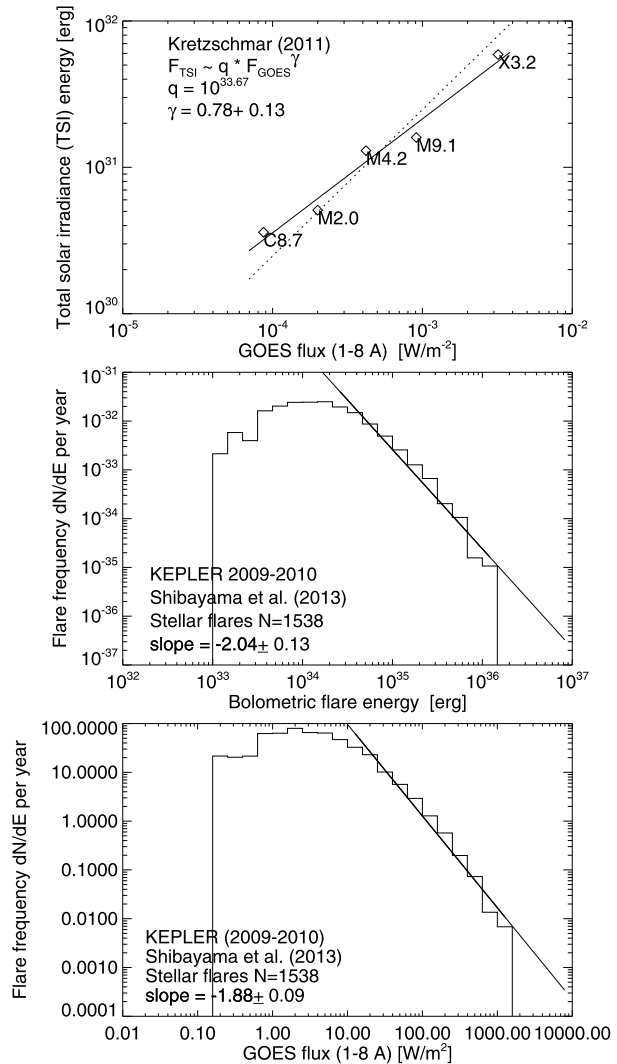 10^32
10^31
10^30
Total solar irradiance (TSI) energy [erg]
Kretzschmar (2011)
F_TSI ~ q * F_GOES^γ
q = 10^33.67
γ = 0.78+ 0.13
X3.2
M9.1
M4.2
M2.0
C8.7
10^-5 10^-4 10^-3 10^-2
GOES flux (1-8 A) [W/m^-2]
10^-31
10^-32
10^-33
10^-34
10^-35
10^-36
10^-37
Flare frequency dN/dE per year
KEPLER 2009-2010
Shibayama et al. (2013)
Stellar flares N=1538
slope = -2.04± 0.13
10^32 10^33 10^34 10^35 10^36 10^37
Bolometric flare energy [erg]
100.0000
10.0000
1.0000
0.1000
0.0100
0.0010
0.0001
Flare frequency dN/dE per year
KEPLER (2009-2010)
Shibayama et al. (2013)
Stellar flares N=1538
slope = -1.88± 0.09
0.01 0.10 1.00 10.00 100.00 1000.00 10000.00
GOES flux (1-8 A) [W/m^2]